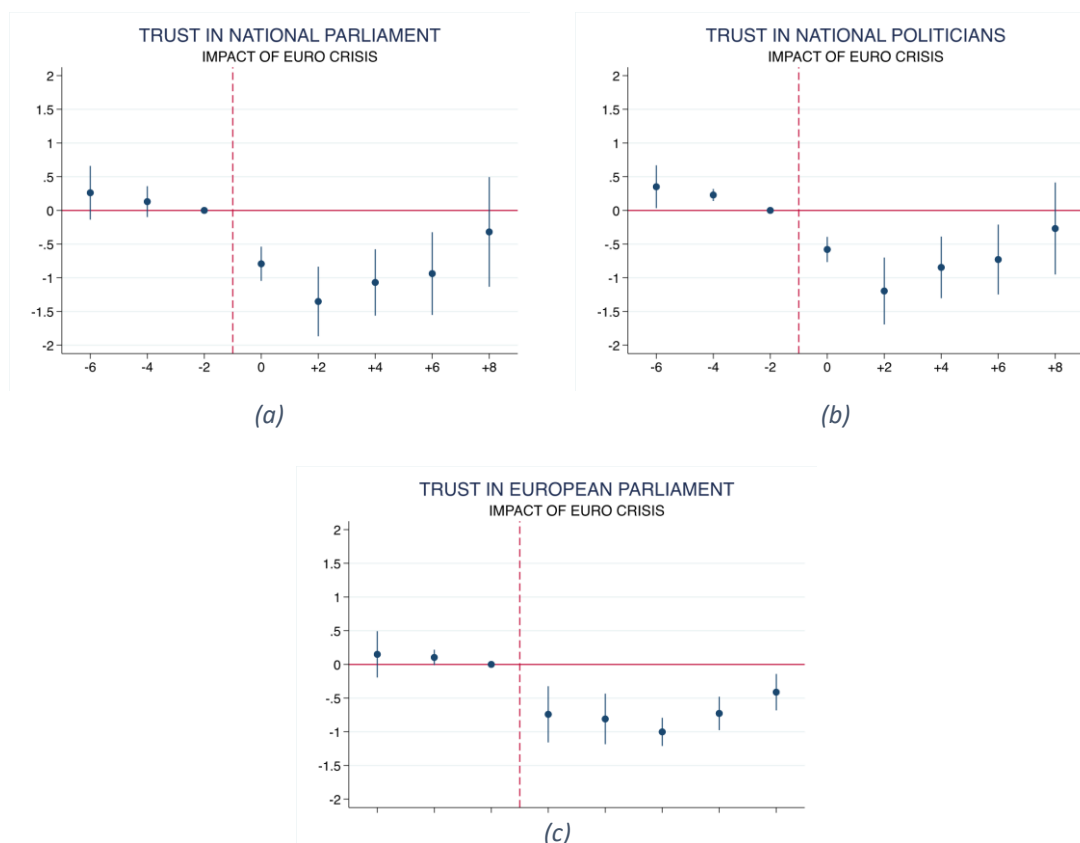 TRUST IN NATIONAL PARLIAMENT
IMPACT OF EURO CRISIS
2
1.5
1
.5
0
-.5
-1
-1.5
-2
-6 -4 -2 0 +2 +4 +6 +8
(a)
TRUST IN NATIONAL POLITICIANS
IMPACT OF EURO CRISIS
2
1.5
1
.5
0
-.5
-1
-1.5
-2
-6 -4 -2 0 +2 +4 +6 +8
(b)
TRUST IN EUROPEAN PARLIAMENT
IMPACT OF EURO CRISIS
2
1.5
1
.5
0
-.5
-1
-1.5
-2
(c)